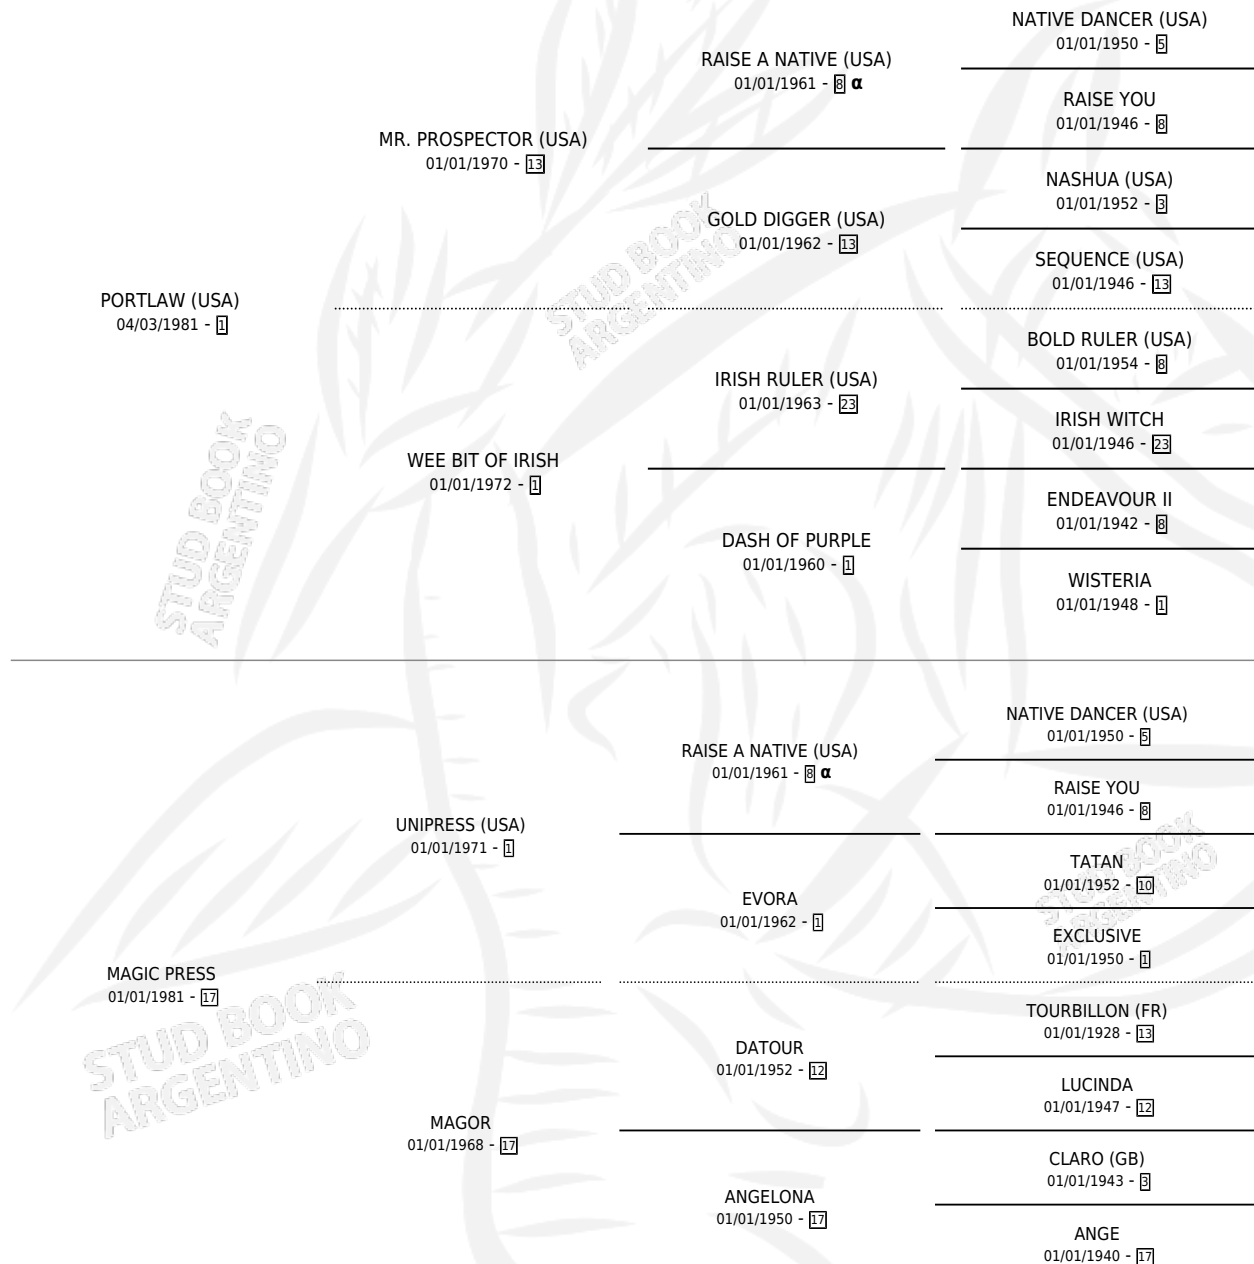 NATIVE DANCER (USA)
01/01/1950 - 5
RAISE A NATIVE (USA)
01/01/1961 - 8 α
RAISE YOU
01/01/1946 - 8
MR. PROSPECTOR (USA)
01/01/1970 - 13
NASHUA (USA)
01/01/1952 - 3
GOLD DIGGER (USA)
01/01/1962 - 13
SEQUENCE (USA)
01/01/1946 - 13
STUD BOOK
ARGENTINO
PORTLAW (USA)
04/03/1981 - 1
BOLD RULER (USA)
01/01/1954 - 8
IRISH RULER (USA)
01/01/1963 - 23
IRISH WITCH
01/01/1946 - 23
WEE BIT OF IRISH
01/01/1972 - 1
ENDEAVOUR II
01/01/1942 - 8
DASH OF PURPLE
01/01/1960 - 1
WISTERIA
01/01/1948 - 1
STUD BOOK
ARGENTINO
NATIVE DANCER (USA)
01/01/1950 - 5
RAISE A NATIVE (USA)
01/01/1961 - 8 α
RAISE YOU
01/01/1946 - 8
UNIPRESS (USA)
01/01/1971 - 1
TATAN
01/01/1952 - 10
STUD BOOK
ARGENTINO
EVORA
01/01/1962 - 1
EXCLUSIVE
01/01/1950 - 1
MAGIC PRESS
01/01/1981 - 17
STUD BOOK
ARGENTINO
TOURBILLON (FR)
01/01/1928 - 13
DATOUR
01/01/1952 - 12
LUCINDA
01/01/1947 - 12
MAGOR
01/01/1968 - 17
CLARO (GB)
01/01/1943 - 3
ANGELONA
01/01/1950 - 17
ANGE
01/01/1940 - 17